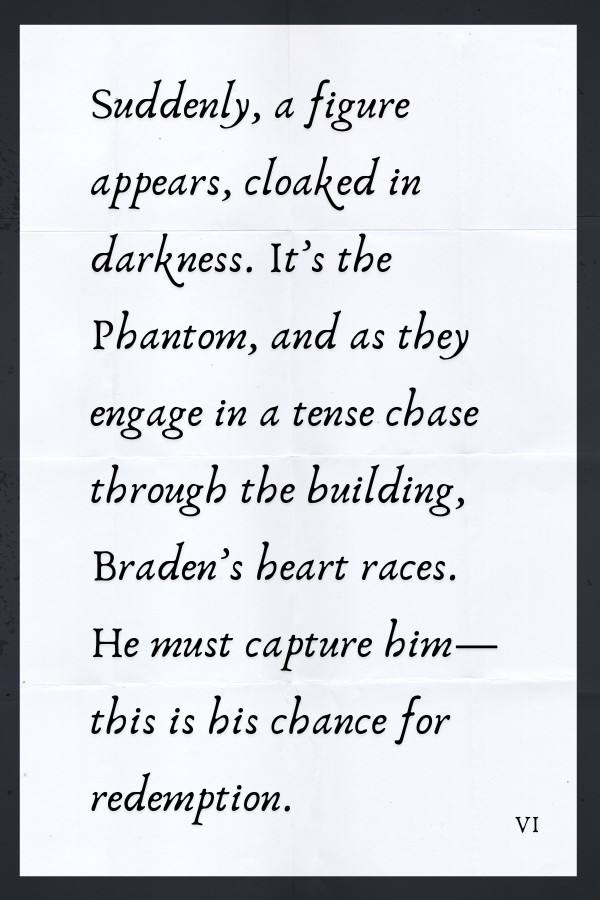 Suddenly, a figure
appears, cloaked in
darkness. It’s the
Phantom, and as they
engage in a tense chase
through the building,
Braden’s heart races.
He must capture him—
this is his chance for
redemption.
VI